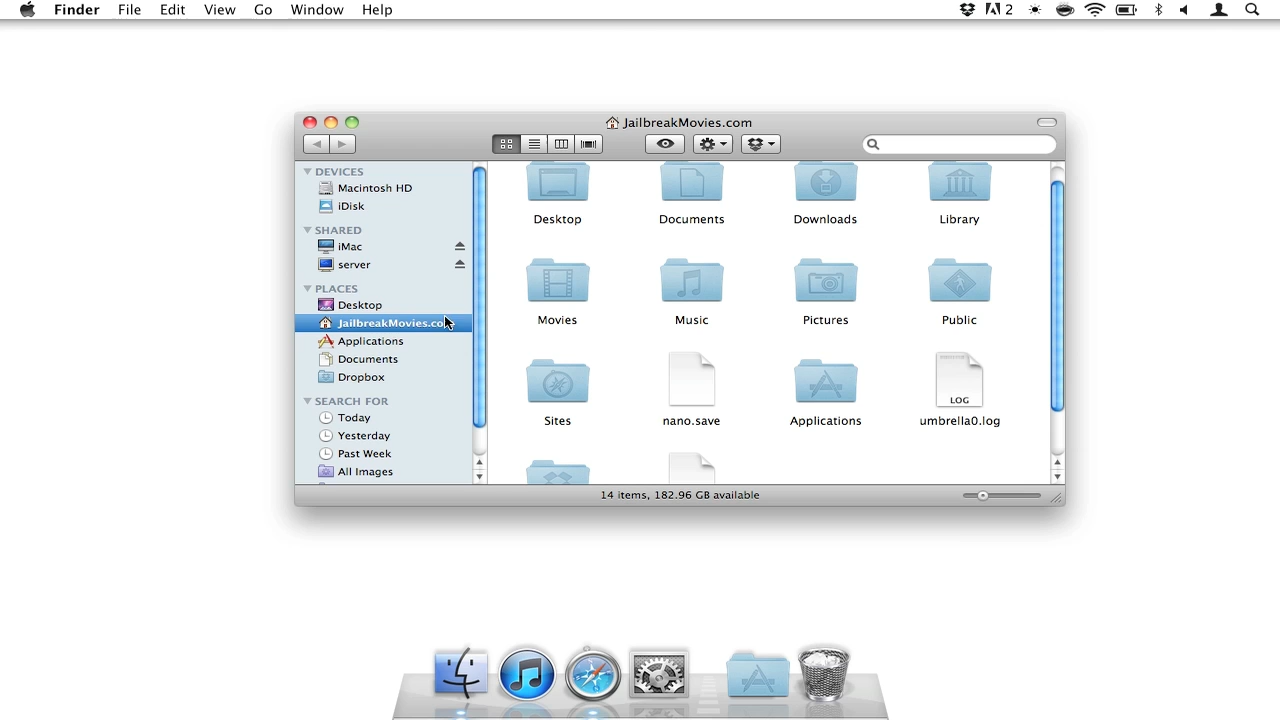 Finder File Edit View Go Window Help 2
JailbreakMovies.com
DEVICES
Macintosh HD
iDisk
SHARED
iMac
server
PLACES
Desktop
JailbreakMovies.co
Applications
Documents
Dropbox
SEARCH FOR
Today
Yesterday
Past Week
All Images
Desktop Documents Downloads Library
Movies Music Pictures Public
LOG
Sites nano.save Applications umbrella0.log
14 items, 182.96 GB available